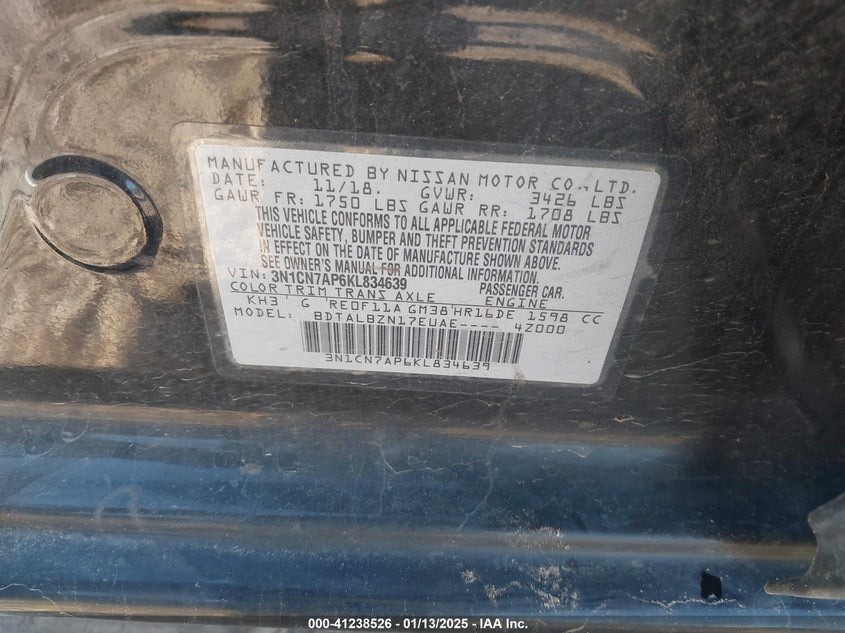 MANUFACTURED BY NISSAN MOTOR CO.,LTD.
DATE: 11/18. GVWR: 3426 LBS
GAWR FR: 1750 LBS GAWR RR: 1708 LBS
THIS VEHICLE CONFORMS TO ALL APPLICABLE FEDERAL MOTOR
VEHICLE SAFETY, BUMPER AND THEFT PREVENTION STANDARDS
IN EFFECT ON THE DATE OF MANUFACTURE SHOWN ABOVE.
SEE OWNER'S MANUAL FOR ADDITIONAL INFORMATION.
VIN: 3N1CN7AP6KL834639 PASSENGER CAR.
COLOR TRIM TRANS AXLE ENGINE
KH3 ' G ' RE0F11A GM38 ' HR16DE 1598 CC
MODEL: BDTALBZN17EUAE---- 4Z000
3N1CN7AP6KL834639
000-41238526 - 01/13/2025 - IAA Inc.